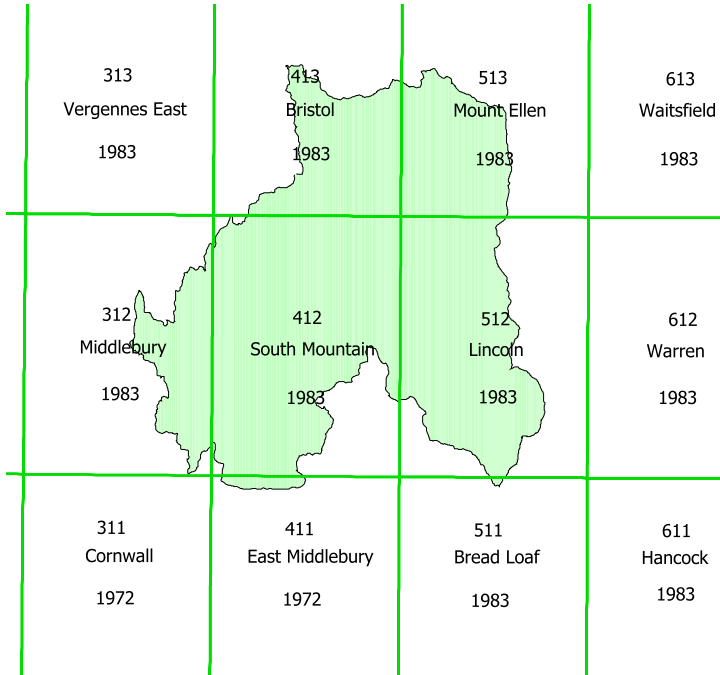 313
Vergennes East
1983
413
Bristol
1983
513
Mount Ellen
1983
613
Waitsfield
1983
312
Middlebury
1983
412
South Mountain
1983
512
Lincoln
1983
612
Warren
1983
311
Cornwall
1972
411
East Middlebury
1972
511
Bread Loaf
1983
611
Hancock
1983